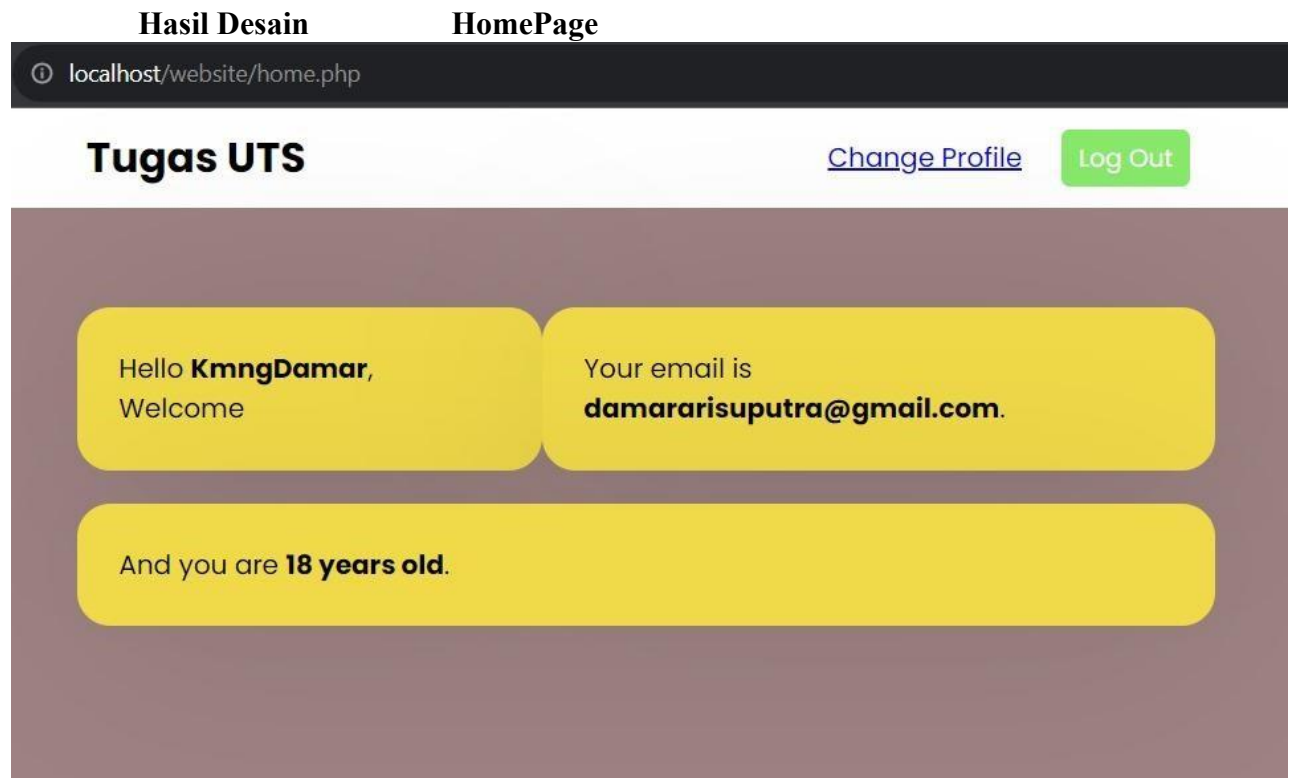 Hasil Desain HomePage
localhost/website/home.php
Tugas UTS Change Profile Log Out
Hello KmngDamar,
Welcome
Your email is
damararisuputra@gmail.com.
And you are 18 years old.